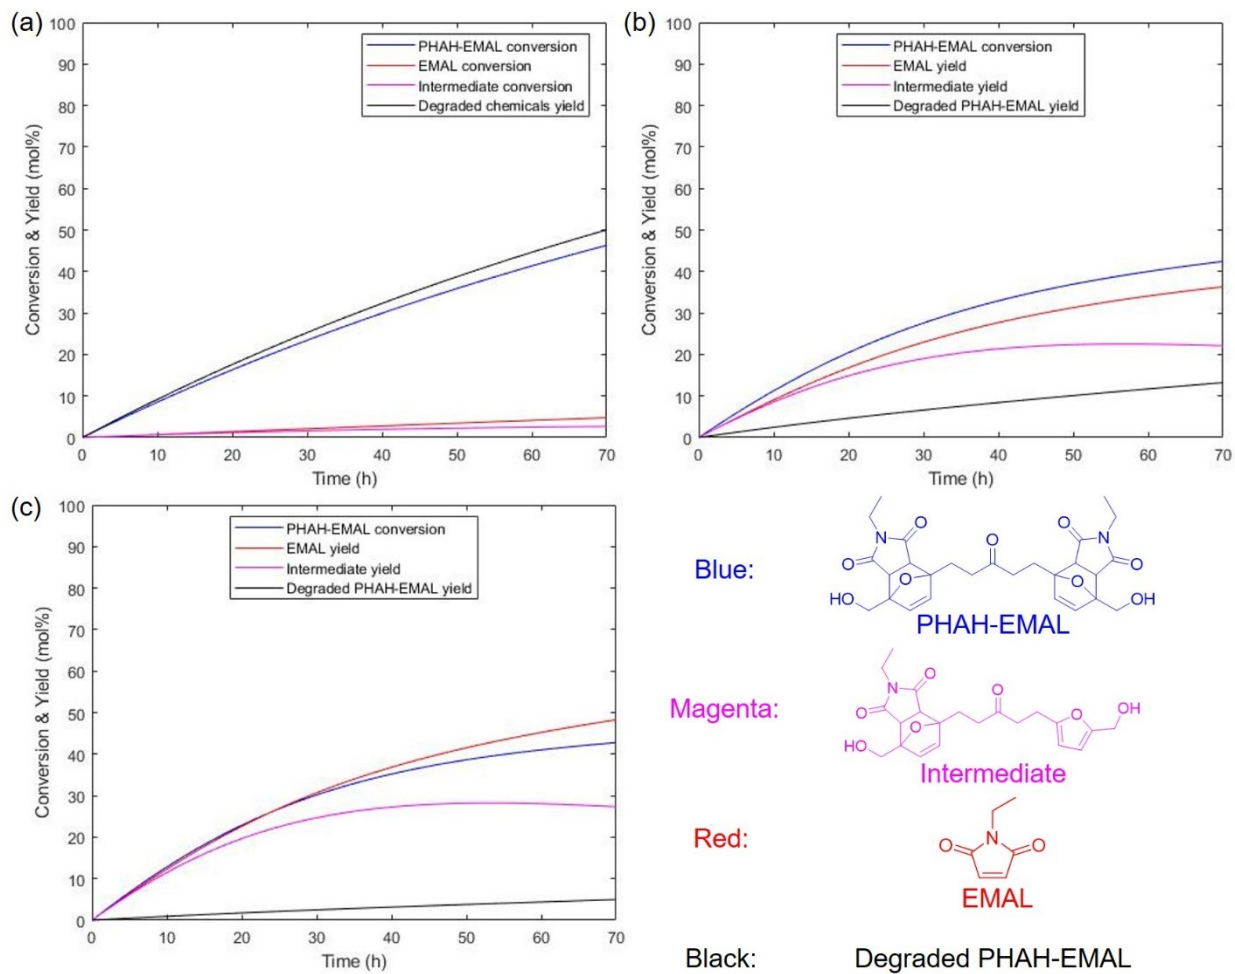 (a)
100
90
80
70
60
50
40
30
20
10
0
Conversion & Yield (mol%)
PHAH-EMAL conversion
EMAL conversion
Intermediate conversion
Degraded chemicals yield
0 10 20 30 40 50 60 70
Time (h)
(b)
100
90
80
70
60
50
40
30
20
10
0
Conversion & Yield (mol%)
PHAH-EMAL conversion
EMAL yield
Intermediate yield
Degraded PHAH-EMAL yield
0 10 20 30 40 50 60 70
Time (h)
(c)
100
90
80
70
60
50
40
30
20
10
0
Conversion & Yield (mol%)
PHAH-EMAL conversion
EMAL yield
Intermediate yield
Degraded PHAH-EMAL yield
0 10 20 30 40 50 60 70
Time (h)
Blue:
N O O O O N O
O O
HO OH
PHAH-EMAL
Magenta:
N O O
O O O OH
HO
Intermediate
Red:
O N O
EMAL
Black: Degraded PHAH-EMAL